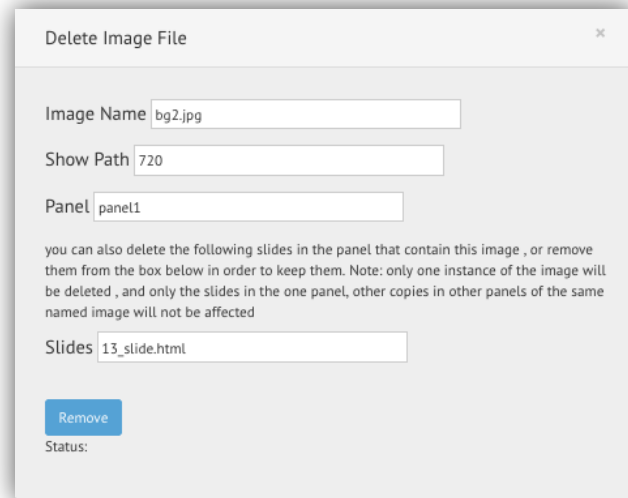 Delete Image File ×
Image Name bg2.jpg
Show Path 720
Panel panel1
you can also delete the following slides in the panel that contain this image , or remove
them from the box below in order to keep them. Note: only one instance of the image will
be deleted , and only the slides in the one panel, other copies in other panels of the same
named image will not be affected
Slides 13_slide.html
Remove
Status: